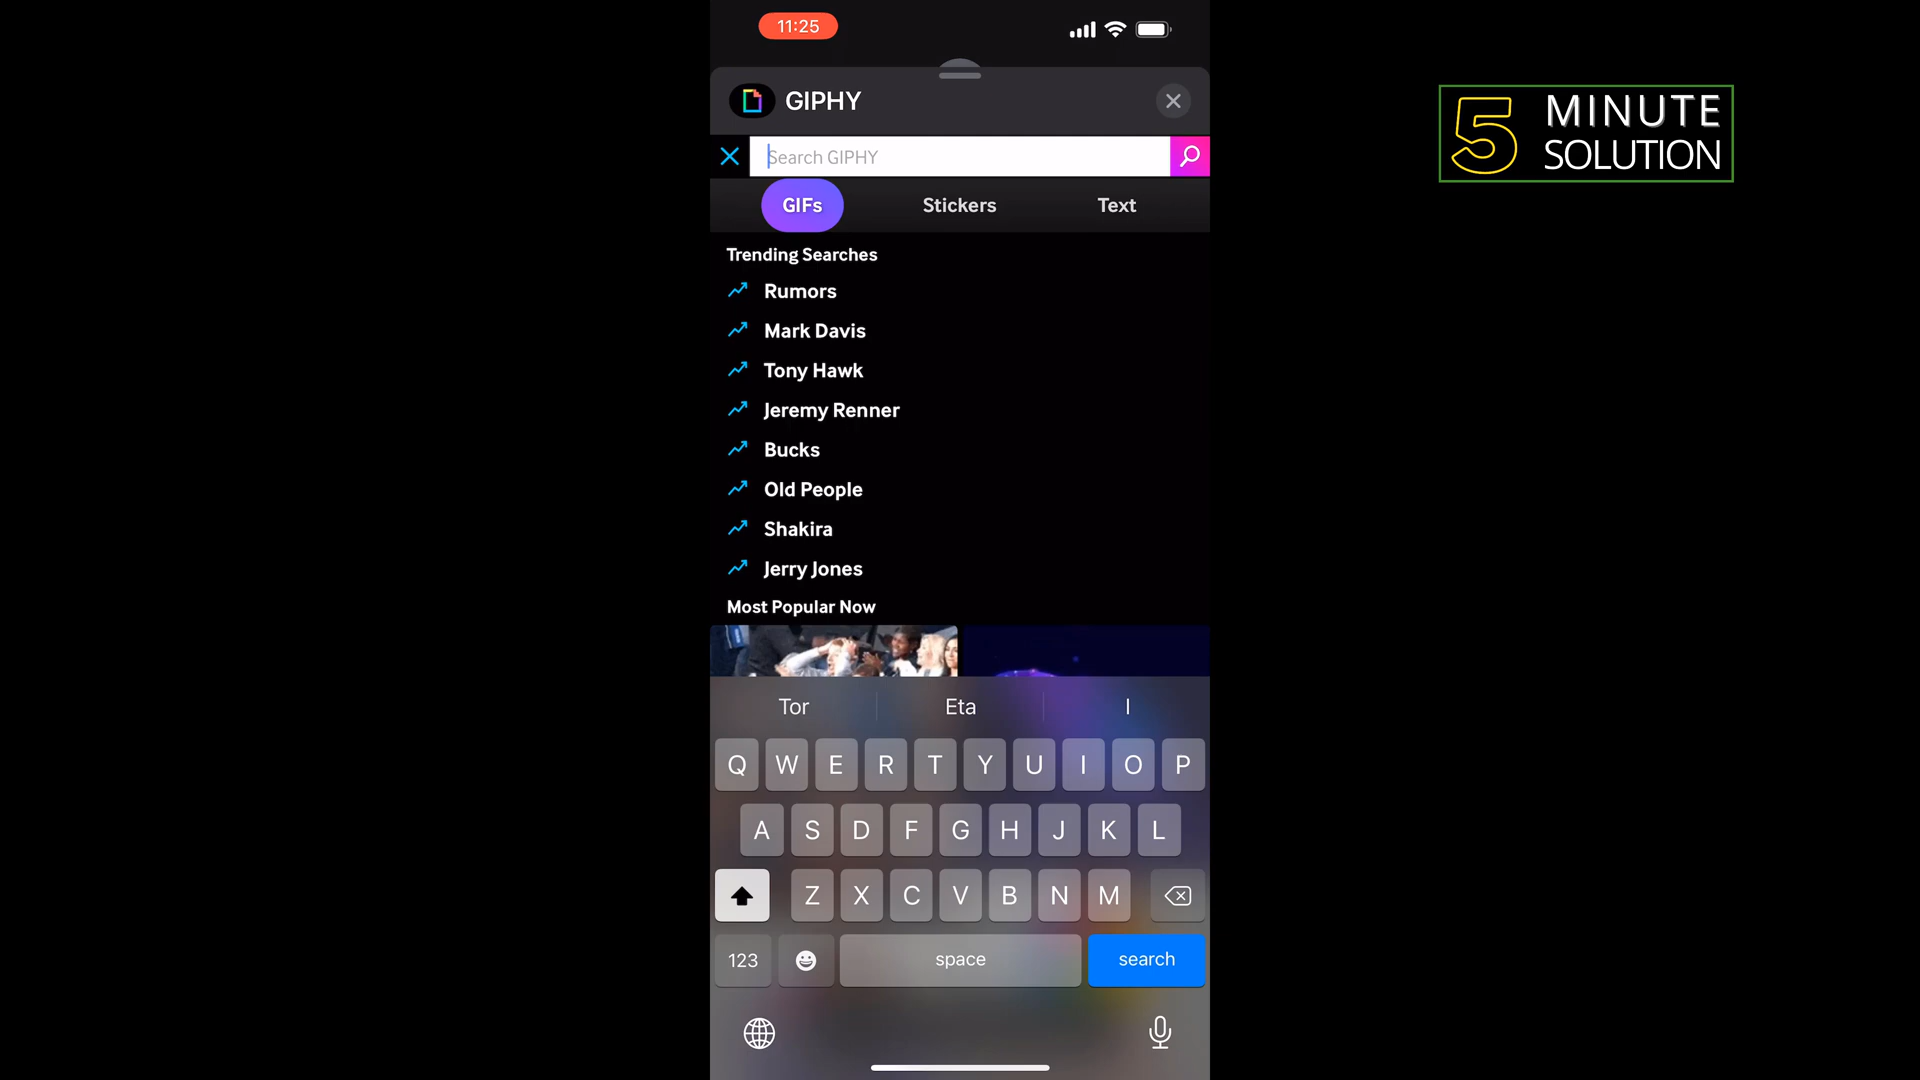 11:25
5 MINUTE
SOLUTION
GIPHY
Search GIPHY
GIFs Stickers Text
Trending Searches
Rumors
Mark Davis
Tony Hawk
Jeremy Renner
Bucks
Old People
Shakira
Jerry Jones
Most Popular Now
Tor Eta I
Q W E R T Y U I O P
A S D F G H J K L
Z X C V B N M
123 space search